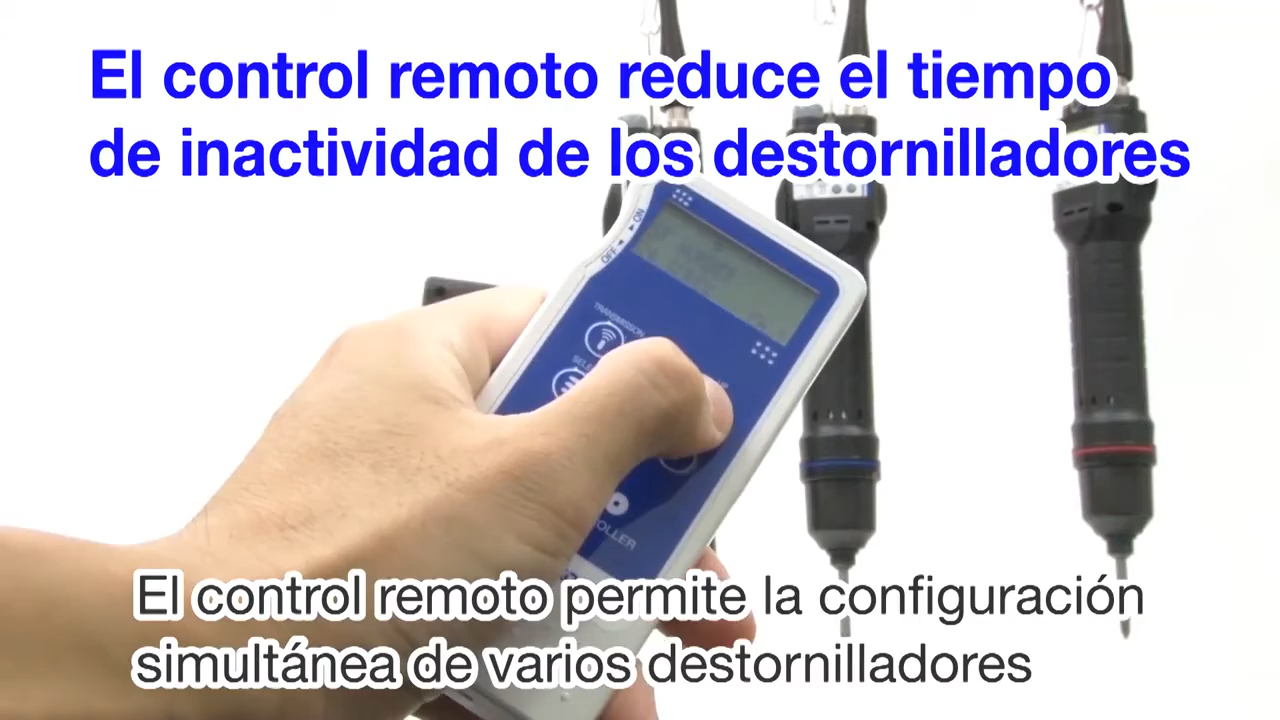 El control remoto reduce el tiempo
de inactividad de los destornilladores
OFF ◄ ► ON
TRANSMISSON
El control remoto permite la configuración
simultánea de varios destornilladores